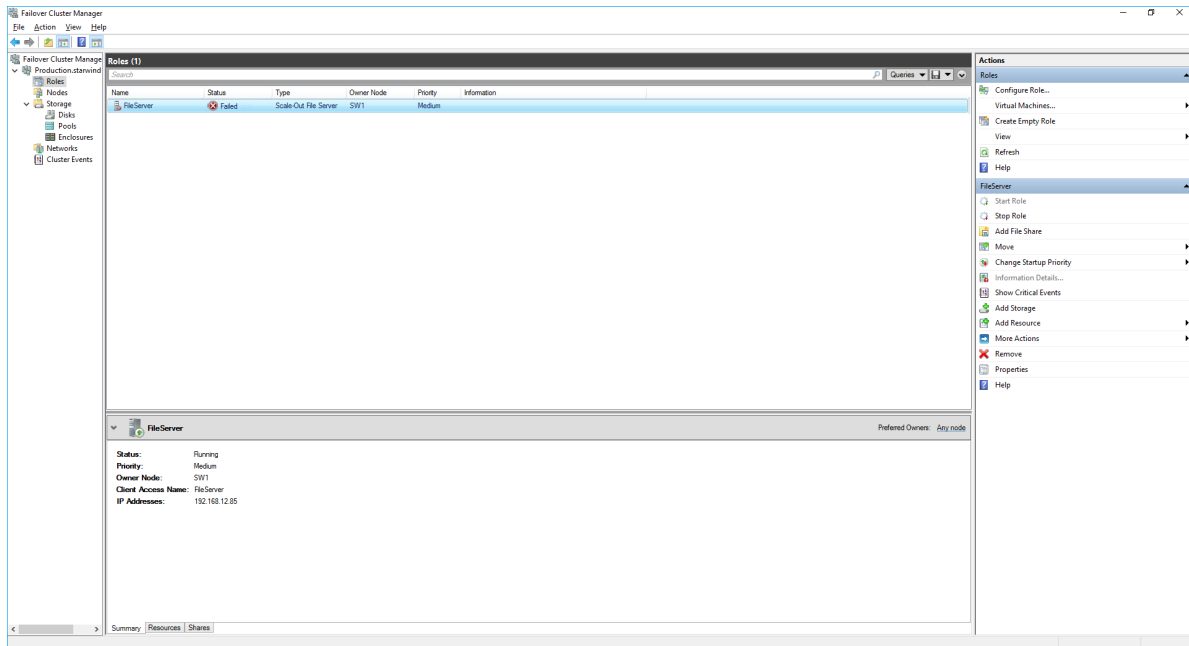 Failover Cluster Manager
File Action View Help
Failover Cluster Manage
Production.starwind
Roles
Nodes
Storage
Disks
Pools
Enclosures
Networks
Cluster Events
Roles (1)
Search
Queries
Name Status Type Owner Node Priority Information
FileServer Failed Scale-Out File Server SW1 Medium
FileServer
Preferred Owners: Any node
Status: Running
Priority: Medium
Owner Node: SW1
Client Access Name: FileServer
IP Addresses: 192.168.12.85
Summary Resources Shares
Actions
Roles
Configure Role...
Virtual Machines...
Create Empty Role
View
Refresh
Help
FileServer
Start Role
Stop Role
Add File Share
Move
Change Startup Priority
Information Details...
Show Critical Events
Add Storage
Add Resource
More Actions
Remove
Properties
Help